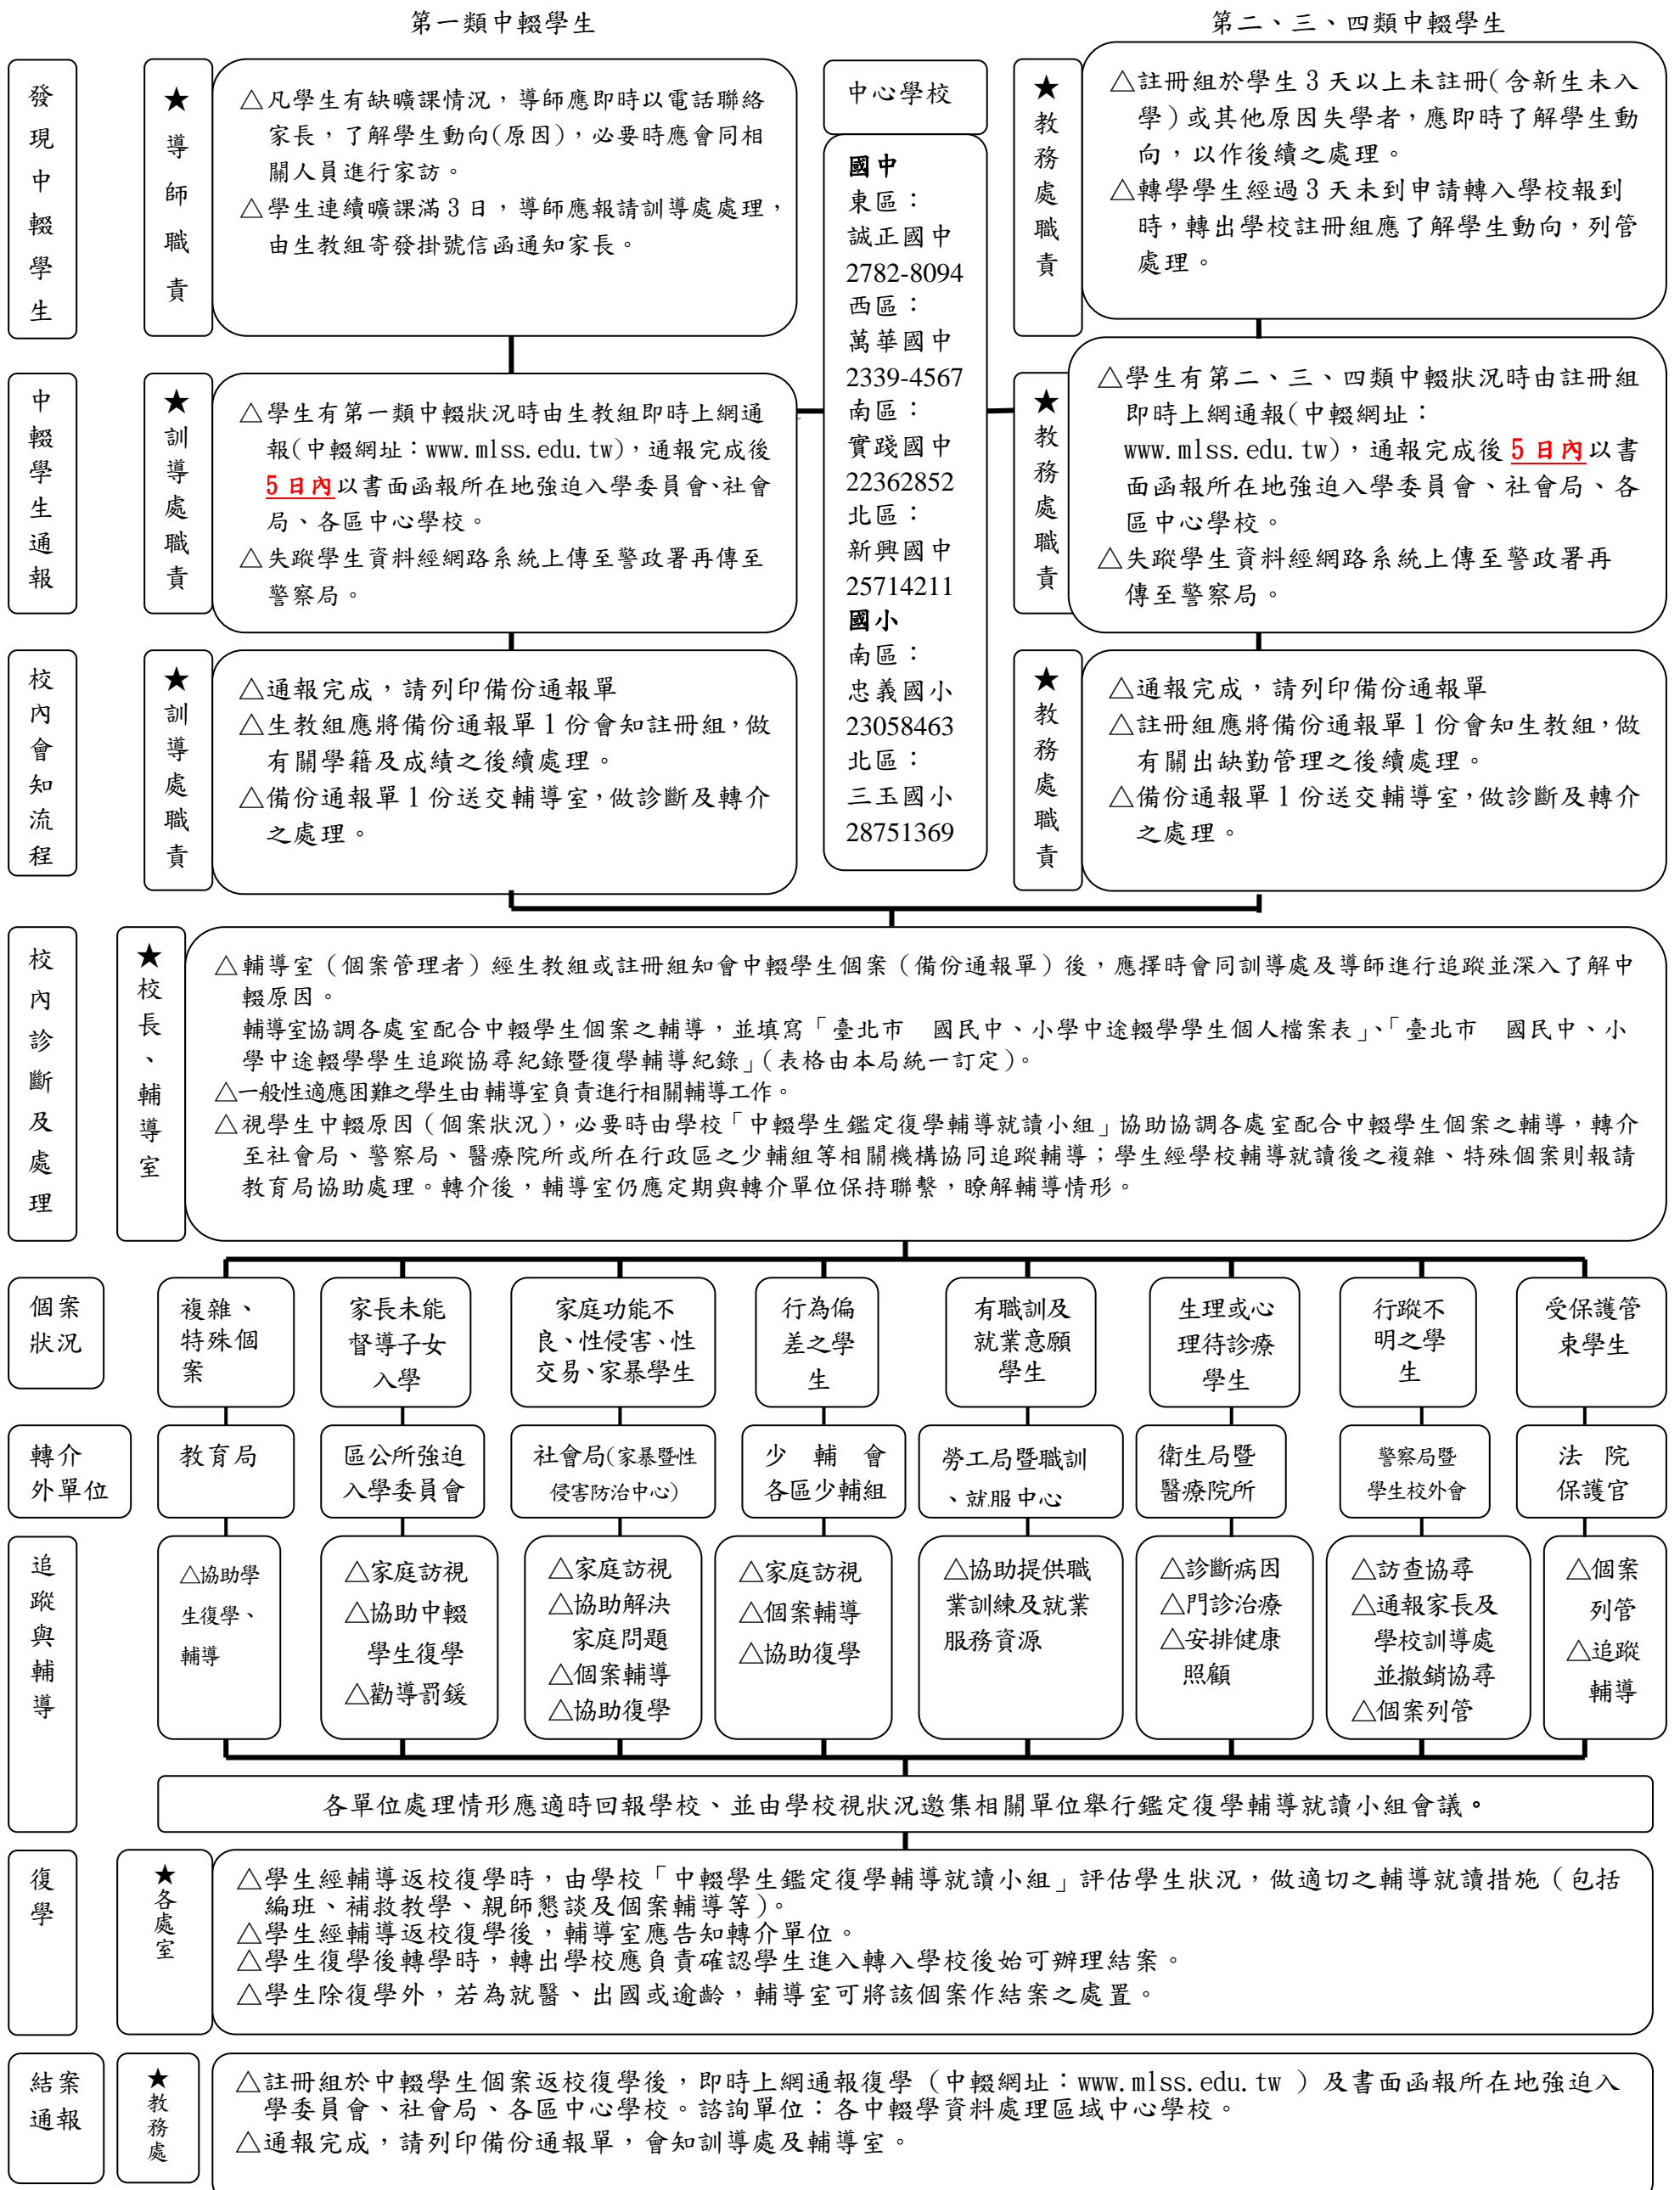 第一類中輟學生
第二、三、四類中輟學生
發現中輟學生
★導師職責
△凡學生有缺曠課情況，導師應即時以電話聯絡
家長，了解學生動向(原因)，必要時應會同相
關人員進行家訪。
△學生連續曠課滿3日，導師應報請訓導處處理，
由生教組寄發掛號信函通知家長。
中心學校
國中
東區：
誠正國中
2782-8094
西區：
萬華國中
2339-4567
南區：
實踐國中
22362852
北區：
新興國中
25714211
國小
南區：
忠義國小
23058463
北區：
三玉國小
28751369
★教務處職責
△註冊組於學生3天以上未註冊(含新生未入
學)或其他原因失學者，應即時了解學生動
向，以作後續之處理。
△轉學學生經過3天未到申請轉入學校報到
時，轉出學校註冊組應了解學生動向，列管
處理。
中輟學生通報
★訓導處職責
△學生有第一類中輟狀況時由生教組即時上網通
報(中輟網址：www.mlss.edu.tw)，通報完成後
5日內以書面函報所在地強迫入學委員會、社會
局、各區中心學校。
△失蹤學生資料經網路系統上傳至警政署再傳至
警察局。
★教務處職責
△學生有第二、三、四類中輟狀況時由註冊組
即時上網通報(中輟網址：
www.mlss.edu.tw)，通報完成後5日內以書
面函報所在地強迫入學委員會、社會局、各
區中心學校。
△失蹤學生資料經網路系統上傳至警政署再
傳至警察局。
校內會知流程
★訓導處職責
△通報完成，請列印備份通報單
△生教組應將備份通報單1份會知註冊組，做
有關學籍及成績之後續處理。
△備份通報單1份送交輔導室，做診斷及轉介
之處理。
★教務處職責
△通報完成，請列印備份通報單
△註冊組應將備份通報單1份會知生教組，做
有關出缺勤管理之後續處理。
△備份通報單1份送交輔導室，做診斷及轉介
之處理。
校內診斷及處理
★校長、輔導室
△輔導室（個案管理者）經生教組或註冊組知會中輟學生個案（備份通報單）後，應擇時會同訓導處及導師進行追蹤並深入了解中
輟原因。
輔導室協調各處室配合中輟學生個案之輔導，並填寫「臺北市　國民中、小學中途輟學學生個人檔案表」、「臺北市　國民中、小
學中途輟學學生追蹤協尋紀錄暨復學輔導紀錄」(表格由本局統一訂定)。
△一般性適應困難之學生由輔導室負責進行相關輔導工作。
△視學生中輟原因（個案狀況），必要時由學校「中輟學生鑑定復學輔導就讀小組」協助協調各處室配合中輟學生個案之輔導，轉介
至社會局、警察局、醫療院所或所在行政區之少輔組等相關機構協同追蹤輔導；學生經學校輔導就讀後之複雜、特殊個案則報請
教育局協助處理。轉介後，輔導室仍應定期與轉介單位保持聯繫，瞭解輔導情形。
個案
狀況
複雜、
特殊個
案
家長未能
督導子女
入學
家庭功能不
良、性侵害、性
交易、家暴學生
行為偏
差之學
生
有職訓及
就業意願
學生
生理或心
理待診療
學生
行蹤不
明之學
生
受保護管
束學生
轉介
外單位
教育局
區公所強迫
入學委員會
社會局(家暴暨性
侵害防治中心)
少　輔　會
各區少輔組
勞工局暨職訓
、就服中心
衛生局暨
醫療院所
警察局暨
學生校外會
法　院
保護官
追蹤與輔導
△協助學
生復學、
輔導
△家庭訪視
△協助中輟
學生復學
△勸導罰鍰
△家庭訪視
△協助解決
家庭問題
△個案輔導
△協助復學
△家庭訪視
△個案輔導
△協助復學
△協助提供職
業訓練及就業
服務資源
△診斷病因
△門診治療
△安排健康
照顧
△訪查協尋
△通報家長及
學校訓導處
並撤銷協尋
△個案列管
△個案
列管
△追蹤
輔導
各單位處理情形應適時回報學校、並由學校視狀況邀集相關單位舉行鑑定復學輔導就讀小組會議。
復學
★各處室
△學生經輔導返校復學時，由學校「中輟學生鑑定復學輔導就讀小組」評估學生狀況，做適切之輔導就讀措施（包括
編班、補救教學、親師懇談及個案輔導等）。
△學生經輔導返校復學後，輔導室應告知轉介單位。
△學生復學後轉學時，轉出學校應負責確認學生進入轉入學校後始可辦理結案。
△學生除復學外，若為就醫、出國或逾齡，輔導室可將該個案作結案之處置。
結案
通報
★教務處
△註冊組於中輟學生個案返校復學後，即時上網通報復學（中輟網址：www.mlss.edu.tw ）及書面函報所在地強迫入
學委員會、社會局、各區中心學校。諮詢單位：各中輟學資料處理區域中心學校。
△通報完成，請列印備份通報單，會知訓導處及輔導室。